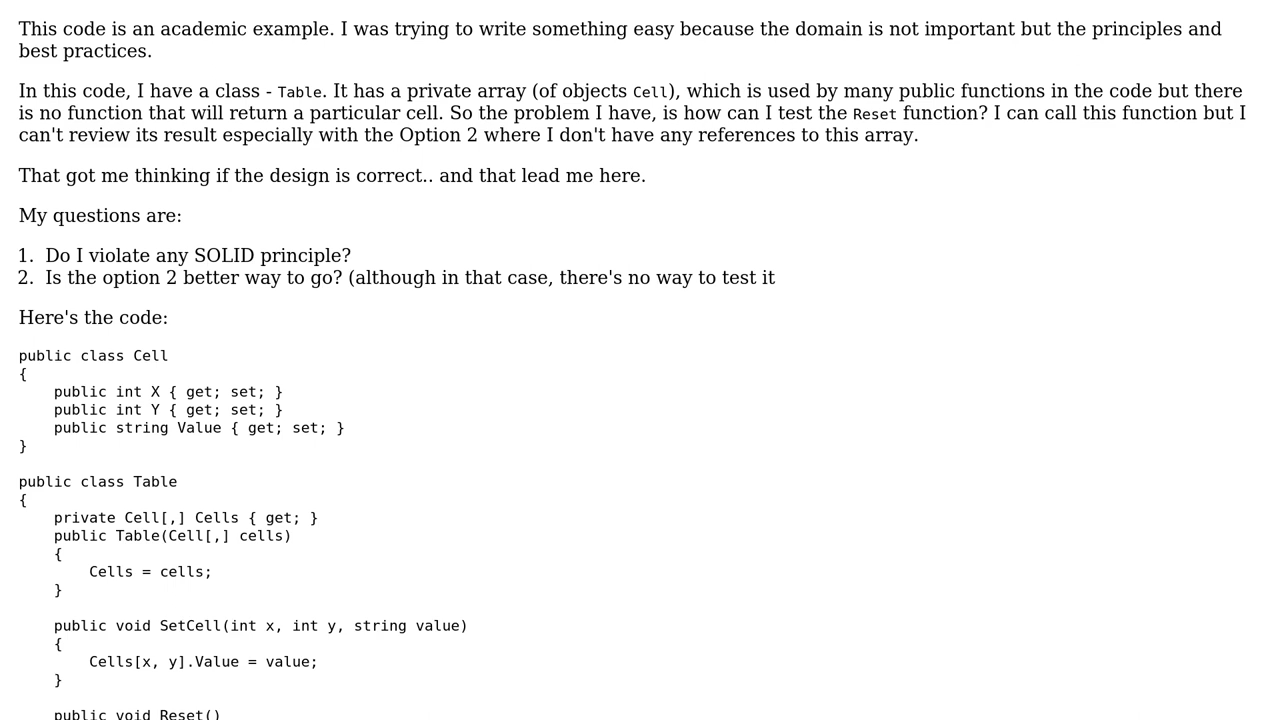 This code is an academic example. I was trying to write something easy because the domain is not important but the principles and
best practices.
In this code, I have a class - Table. It has a private array (of objects Cell), which is used by many public functions in the code but there
is no function that will return a particular cell. So the problem I have, is how can I test the Reset function? I can call this function but I
can't review its result especially with the Option 2 where I don't have any references to this array.
That got me thinking if the design is correct.. and that lead me here.
My questions are:
1. Do I violate any SOLID principle?
2. Is the option 2 better way to go? (although in that case, there's no way to test it
Here's the code:
public class Cell
{
    public int X { get; set; }
    public int Y { get; set; }
    public string Value { get; set; }
}
public class Table
{
    private Cell[,] Cells { get; }
    public Table(Cell[,] cells)
    {
        Cells = cells;
    }
    public void SetCell(int x, int y, string value)
    {
        Cells[x, y].Value = value;
    }
    public void Reset()